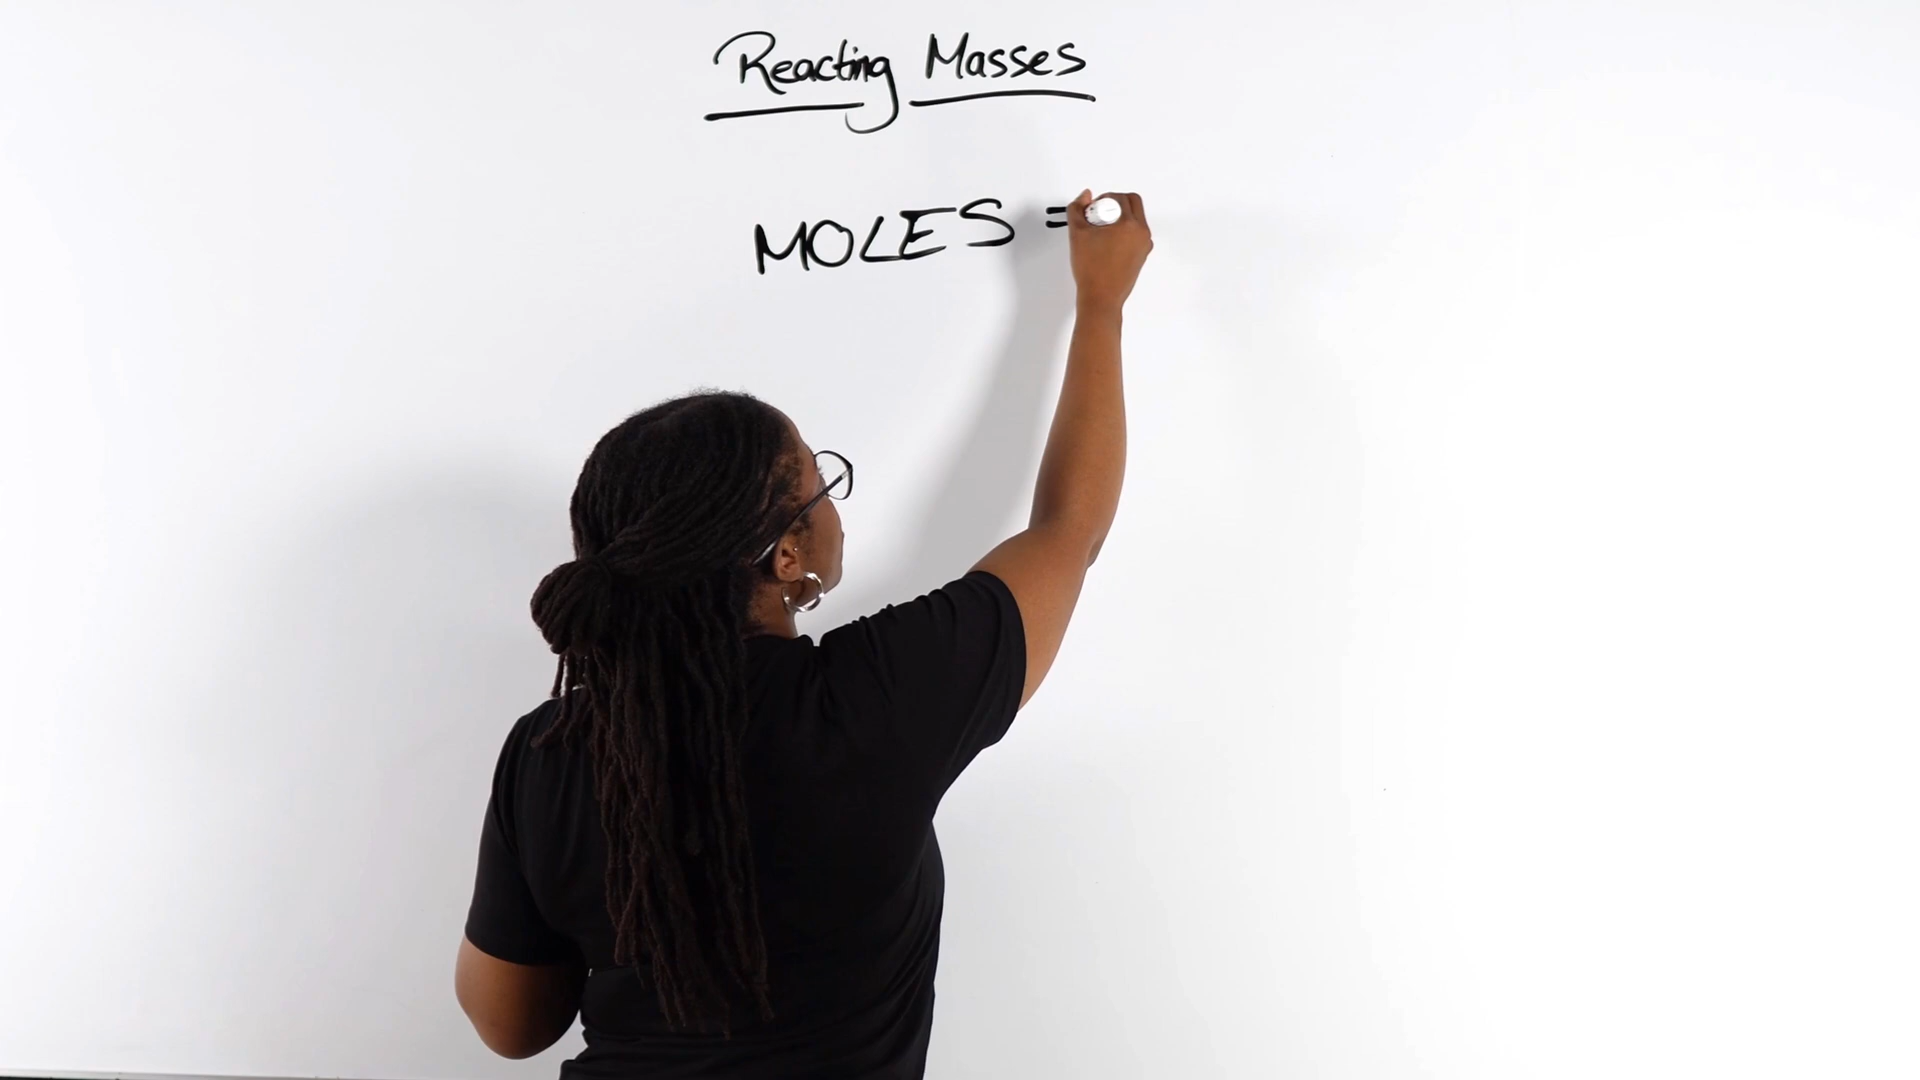 Reacting Masses
MOLES =